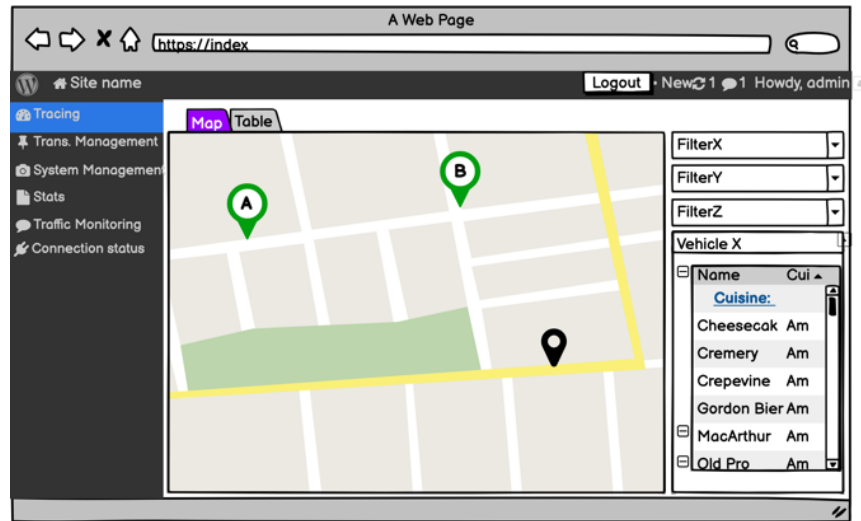 A Web Page
https://index
Site name
Logout
New 1 1 Howdy, admin
Tracing
Trans. Management
System Managemen
Stats
Traffic Monitoring
Connection status
Map
Table
A
B
FilterX
FilterY
FilterZ
Vehicle X
Name Cui
Cuisine:
Cheesecak Am
Cremery Am
Crepevine Am
Gordon Bier Am
MacArthur Am
Old Pro Am